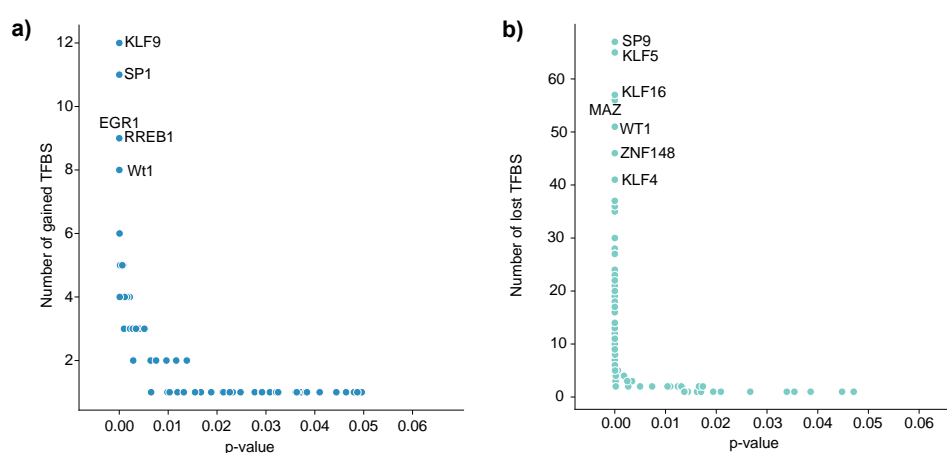 a)
Number of gained TFBS
12
10
8
6
4
2
KLF9
SP1
EGR1
RREB1
Wt1
0.00 0.01 0.02 0.03 0.04 0.05 0.06
p-value
b)
Number of lost TFBS
60
50
40
30
20
10
0
SP9
KLF5
KLF16
MAZ
WT1
ZNF148
KLF4
0.00 0.01 0.02 0.03 0.04 0.05 0.06
p-value